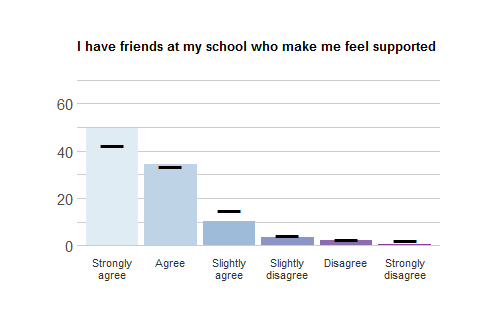 I have friends at my school who make me feel supported
60
40
20
0
Strongly agree
Agree
Slightly agree
Slightly disagree
Disagree
Strongly disagree